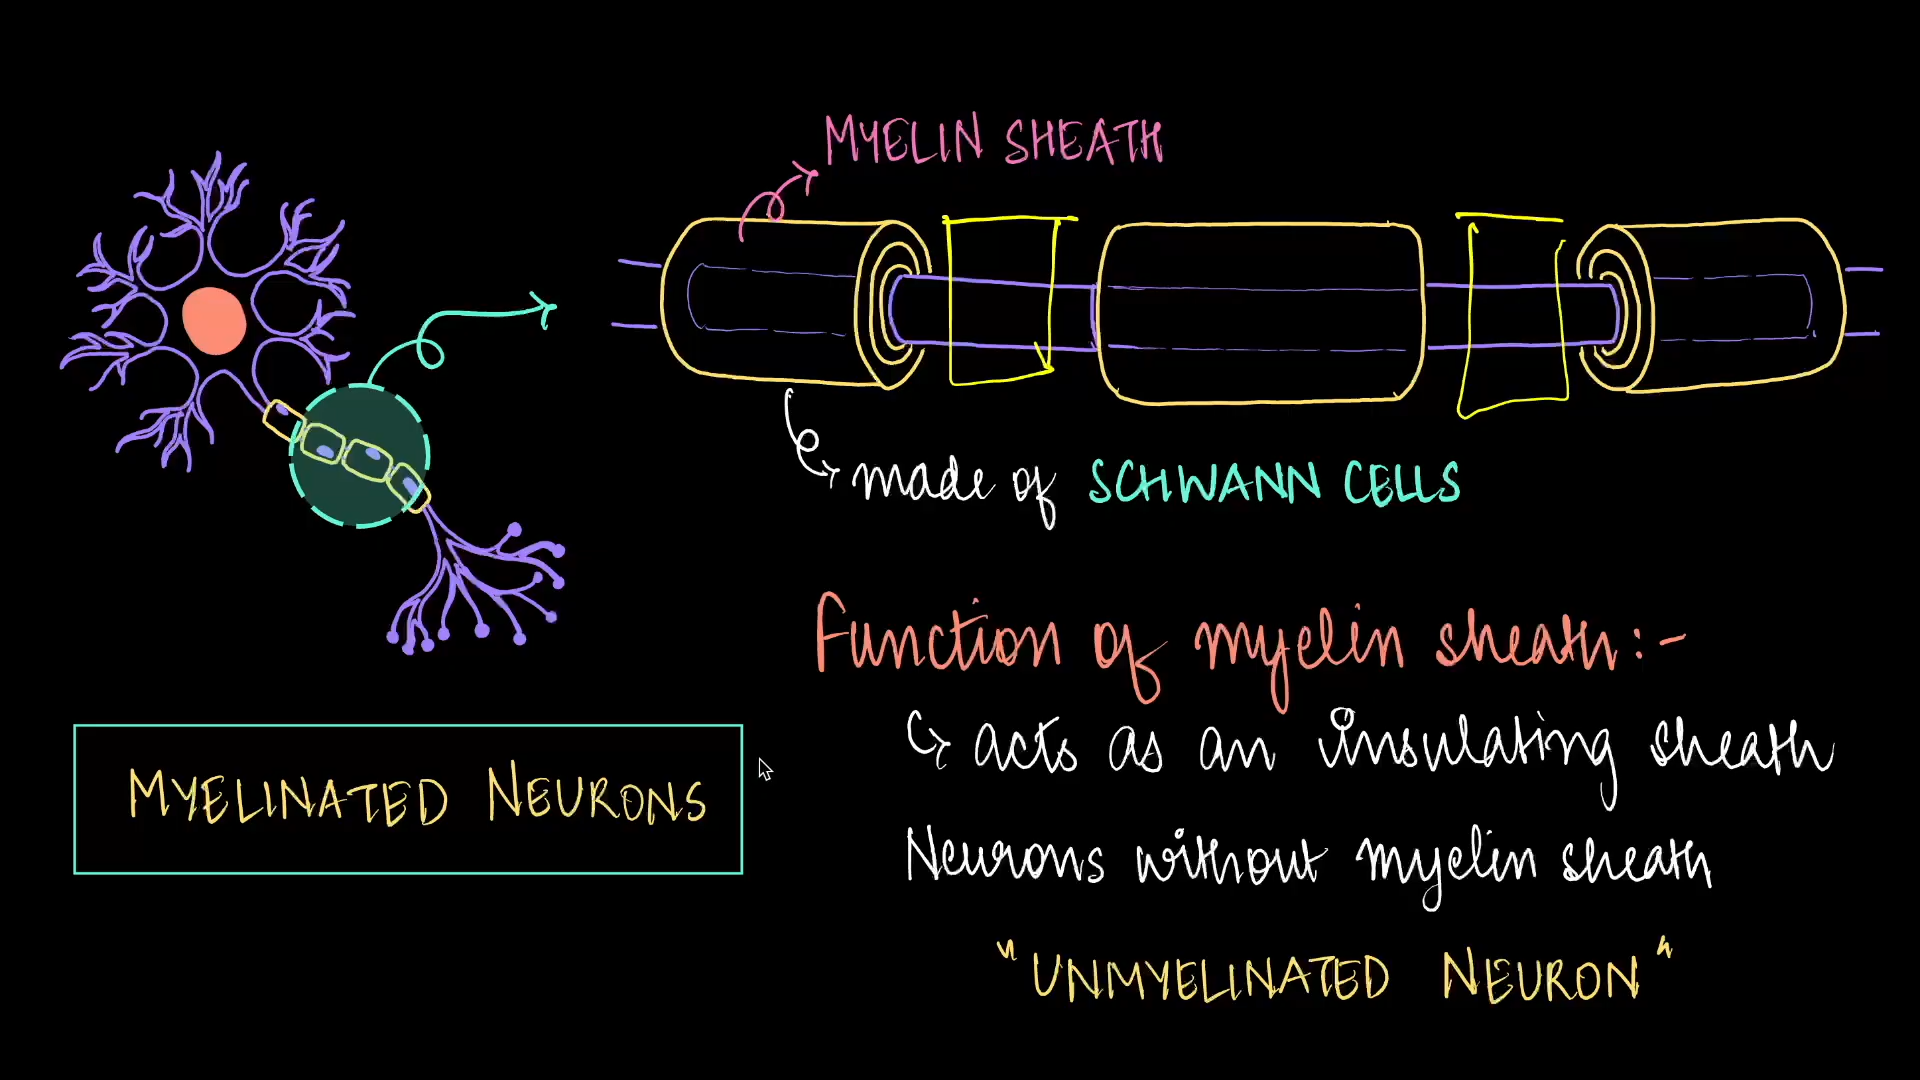 MYELIN SHEATH
made of SCHWANN CELLS
Function of myelin sheath:-
acts as an insulating sheath
MYELINATED NEURONS
Neurons without myelin sheath
"UNMYELINATED NEURON"